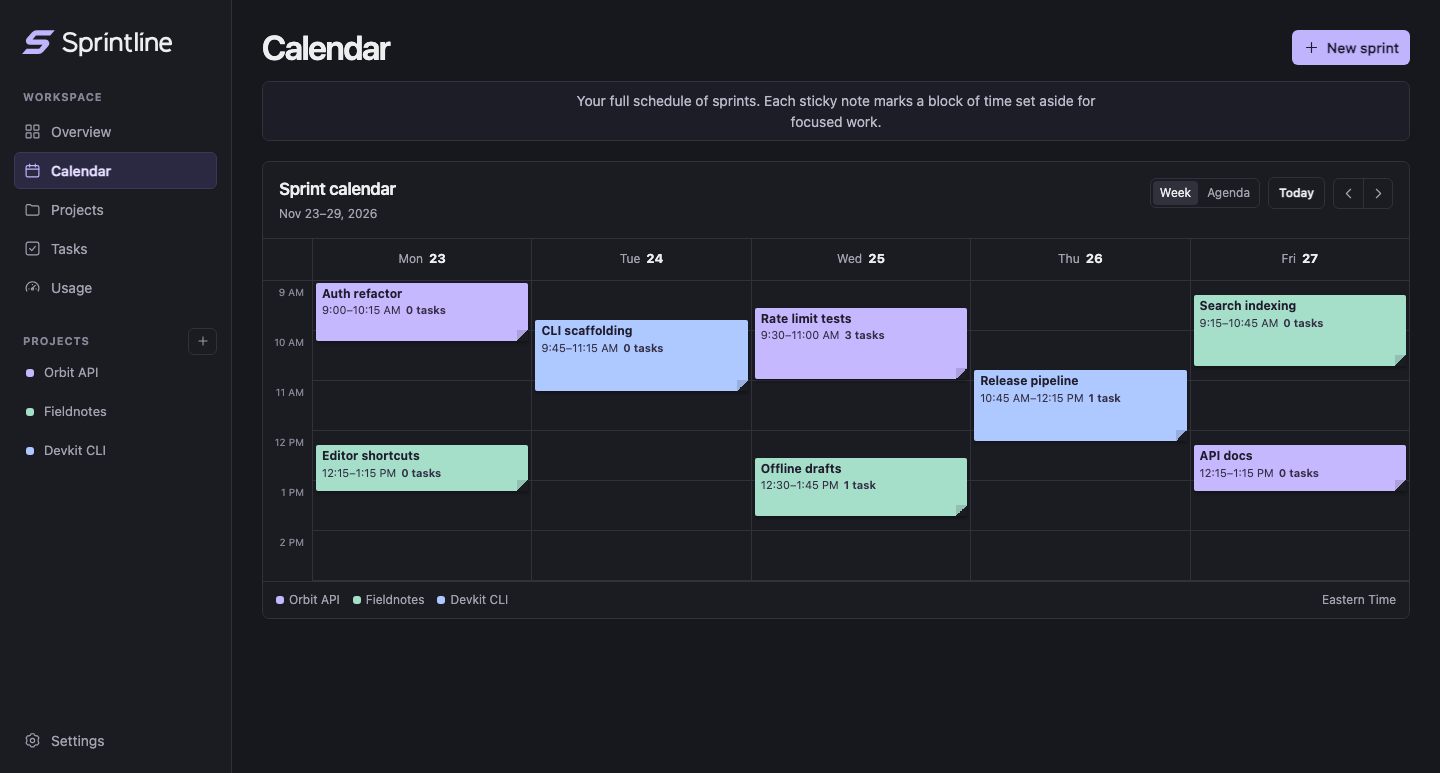 Sprintline
WORKSPACE
Overview
Calendar
Projects
Tasks
Usage
PROJECTS
Orbit API
Fieldnotes
Devkit CLI
Settings
Calendar
New sprint
Your full schedule of sprints. Each sticky note marks a block of time set aside for
focused work.
Sprint calendar
Nov 23–29, 2026
Week Agenda Today
Mon 23 Tue 24 Wed 25 Thu 26 Fri 27
9 AM
10 AM
11 AM
12 PM
1 PM
2 PM
Auth refactor
9:00–10:15 AM 0 tasks
Editor shortcuts
12:15–1:15 PM 0 tasks
CLI scaffolding
9:45–11:15 AM 0 tasks
Rate limit tests
9:30–11:00 AM 3 tasks
Offline drafts
12:30–1:45 PM 1 task
Release pipeline
10:45 AM–12:15 PM 1 task
Search indexing
9:15–10:45 AM 0 tasks
API docs
12:15–1:15 PM 0 tasks
Orbit API Fieldnotes Devkit CLI
Eastern Time